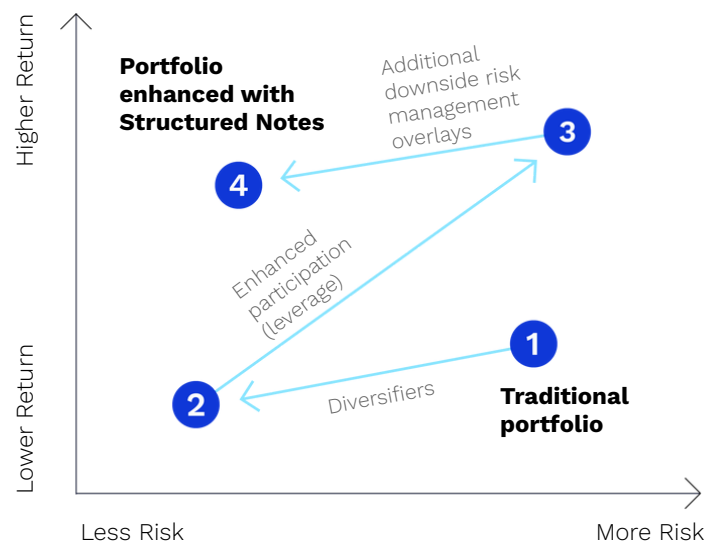 Higher Return
Lower Return
Portfolio
enhanced with
Structured Notes
Additional
downside risk
management
overlays
3
4
Enhanced
participation
(leverage)
1
2
Diversifiers
Traditional
portfolio
Less Risk
More Risk